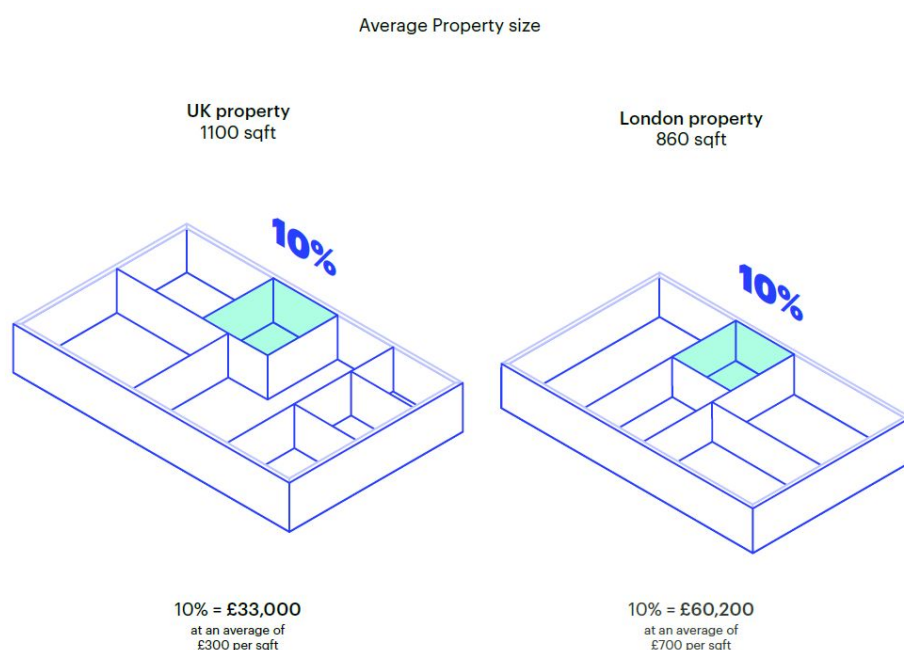 Average Property size
UK property
1100 sqft
London property
860 sqft
10%
10%
10% = £33,000
at an average of
£300 per sqft
10% = £60,200
at an average of
£700 per sqft